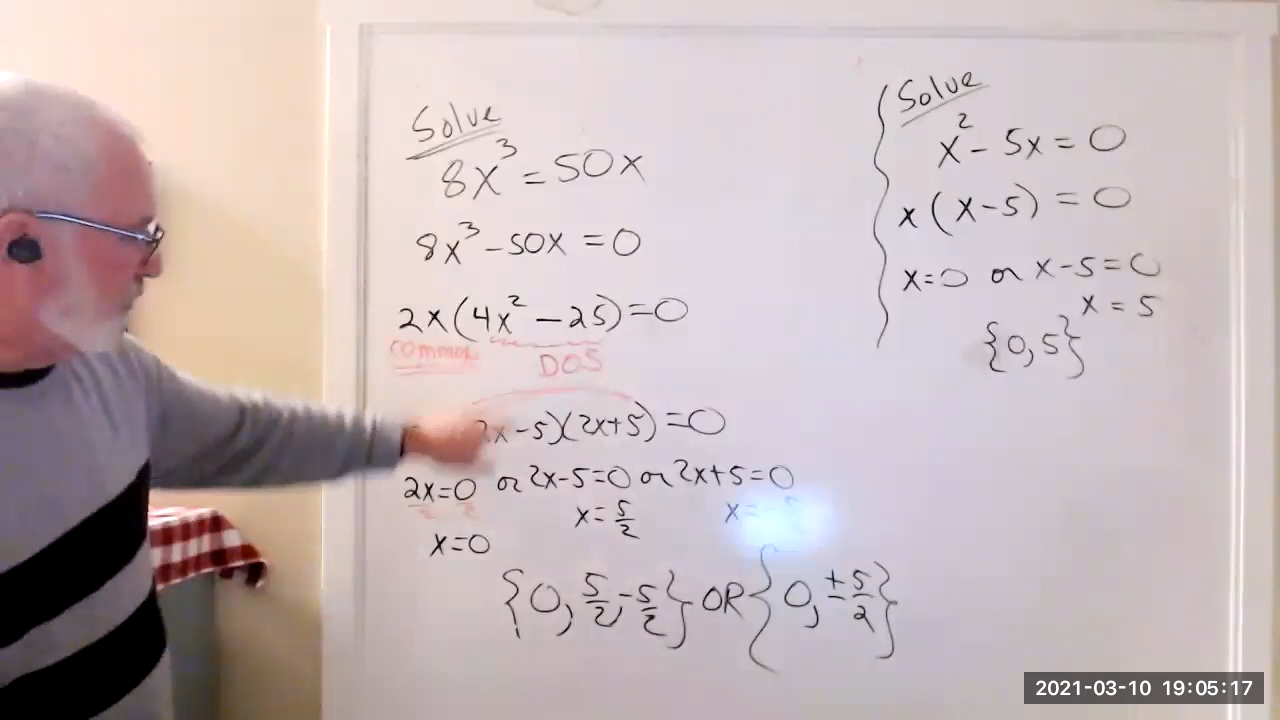 Solve
8x³ = 50x
8x³ - 50x = 0
2x(4x² - 25) = 0
common
DOS
x-5)(2x+5) = 0
2x=0 or 2x-5=0 or 2x+5=0
2 2
x = 5/2
x=
x=0
{0, 5/2, -5/2} OR {0, ±5/2}
Solve
x² - 5x = 0
x(x-5) = 0
x=0 or x-5=0
x = 5
{0,5}
2021-03-10 19:05:17